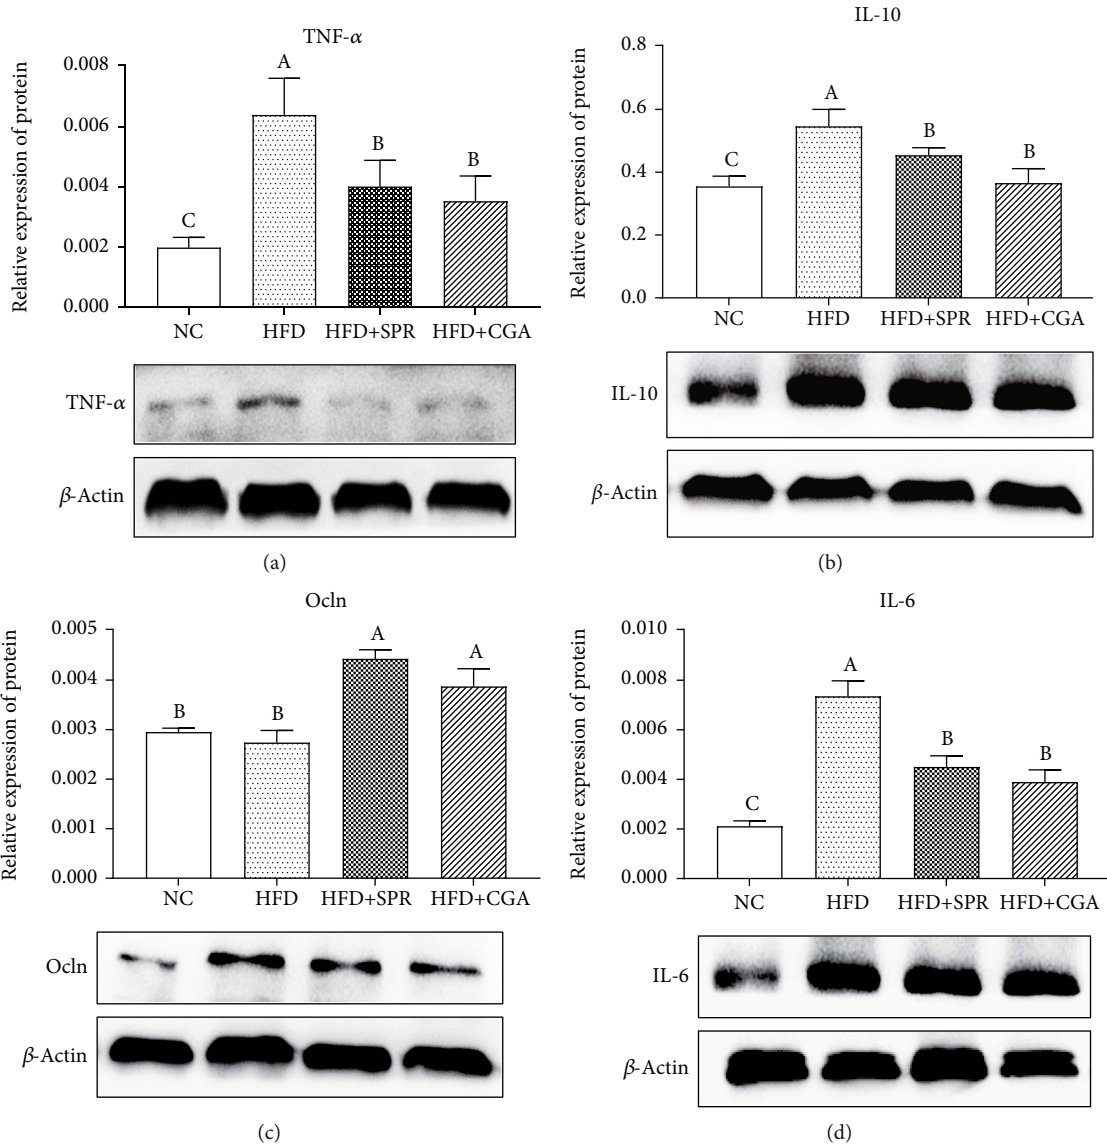 TNF-α
Relative expression of protein
0.008
0.006
0.004
0.002
0.000
A
B
B
C
NC HFD HFD+SPR HFD+CGA
TNF-α
β-Actin
(a)
IL-10
Relative expression of protein
0.8
0.6
0.4
0.2
0.0
A
B
B
C
NC HFD HFD+SPR HFD+CGA
IL-10
β-Actin
(b)
Ocln
Relative expression of protein
0.005
0.004
0.003
0.002
0.001
0.000
B
B
A
A
NC HFD HFD+SPR HFD+CGA
Ocln
β-Actin
(c)
IL-6
Relative expression of protein
0.010
0.008
0.006
0.004
0.002
0.000
A
B
B
C
NC HFD HFD+SPR HFD+CGA
IL-6
β-Actin
(d)